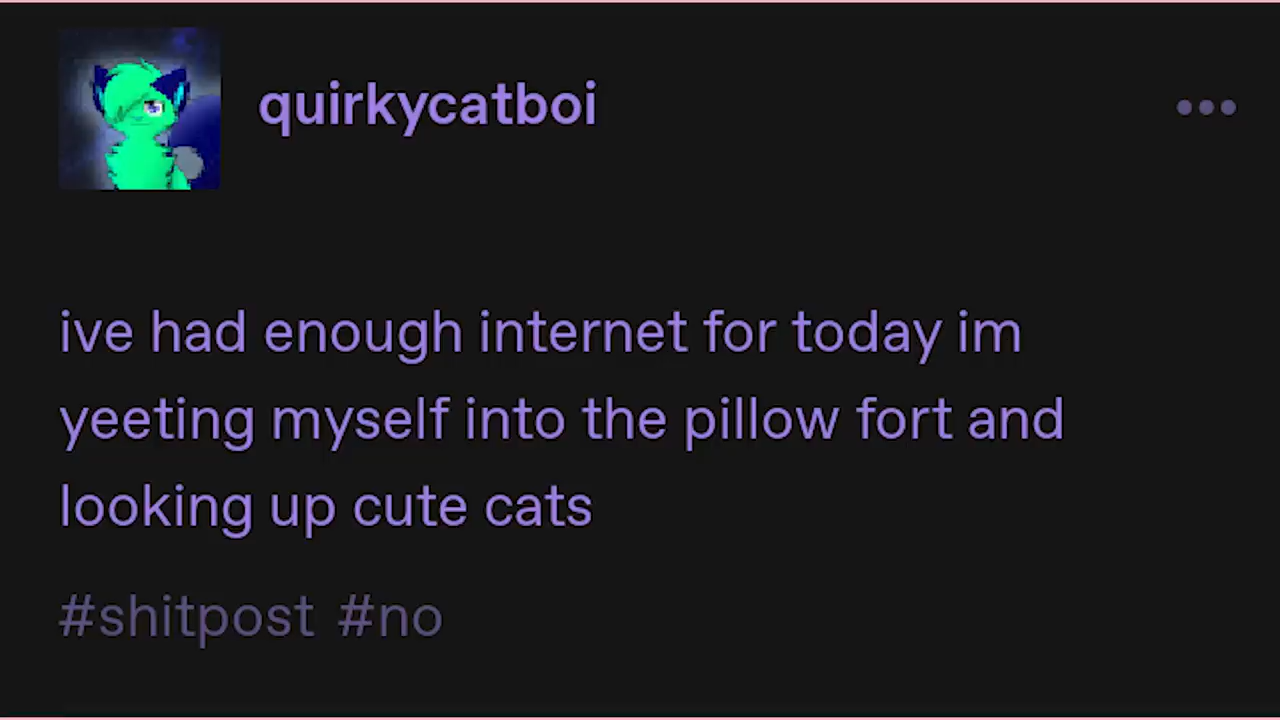 quirkycatboi
ive had enough internet for today im
yeeting myself into the pillow fort and
looking up cute cats
#shitpost #no